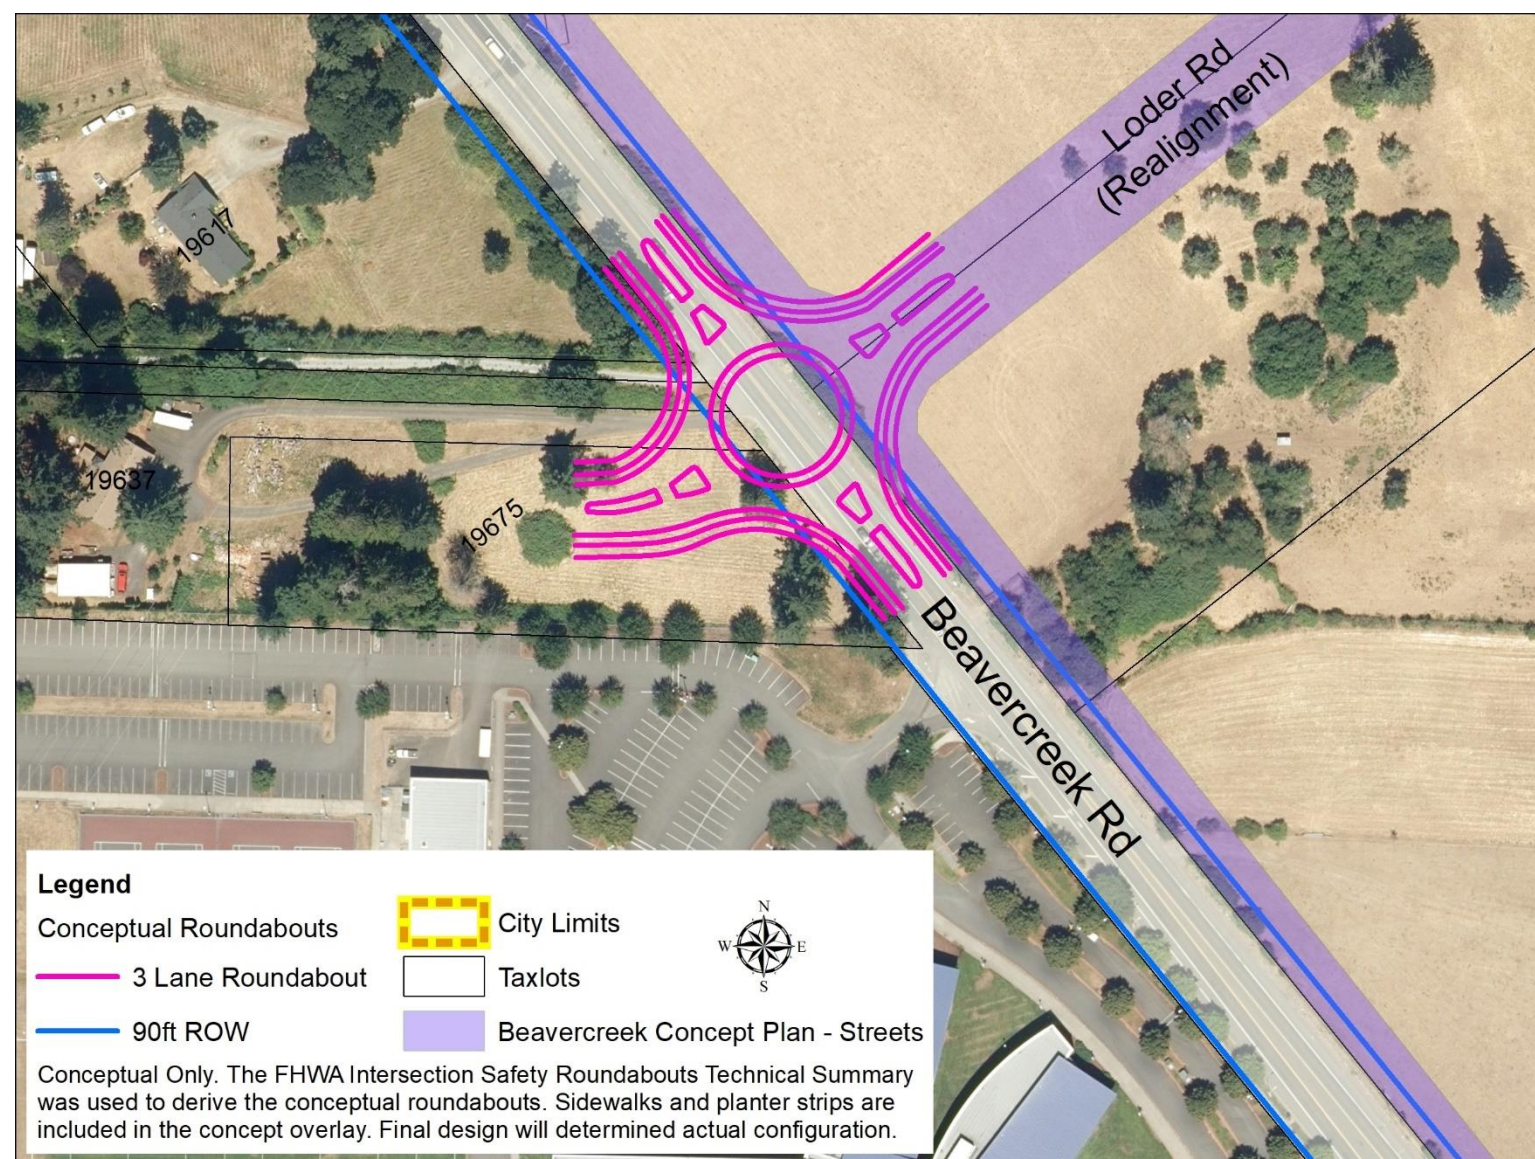 Loder Rd
(Realignment)
19617
19637
19675
Beavercreek Rd
Legend
Conceptual Roundabouts
3 Lane Roundabout
90ft ROW
City Limits
Taxlots
Beavercreek Concept Plan - Streets
N
W
E
S
Conceptual Only. The FHWA Intersection Safety Roundabouts Technical Summary
was used to derive the conceptual roundabouts. Sidewalks and planter strips are
included in the concept overlay. Final design will determined actual configuration.